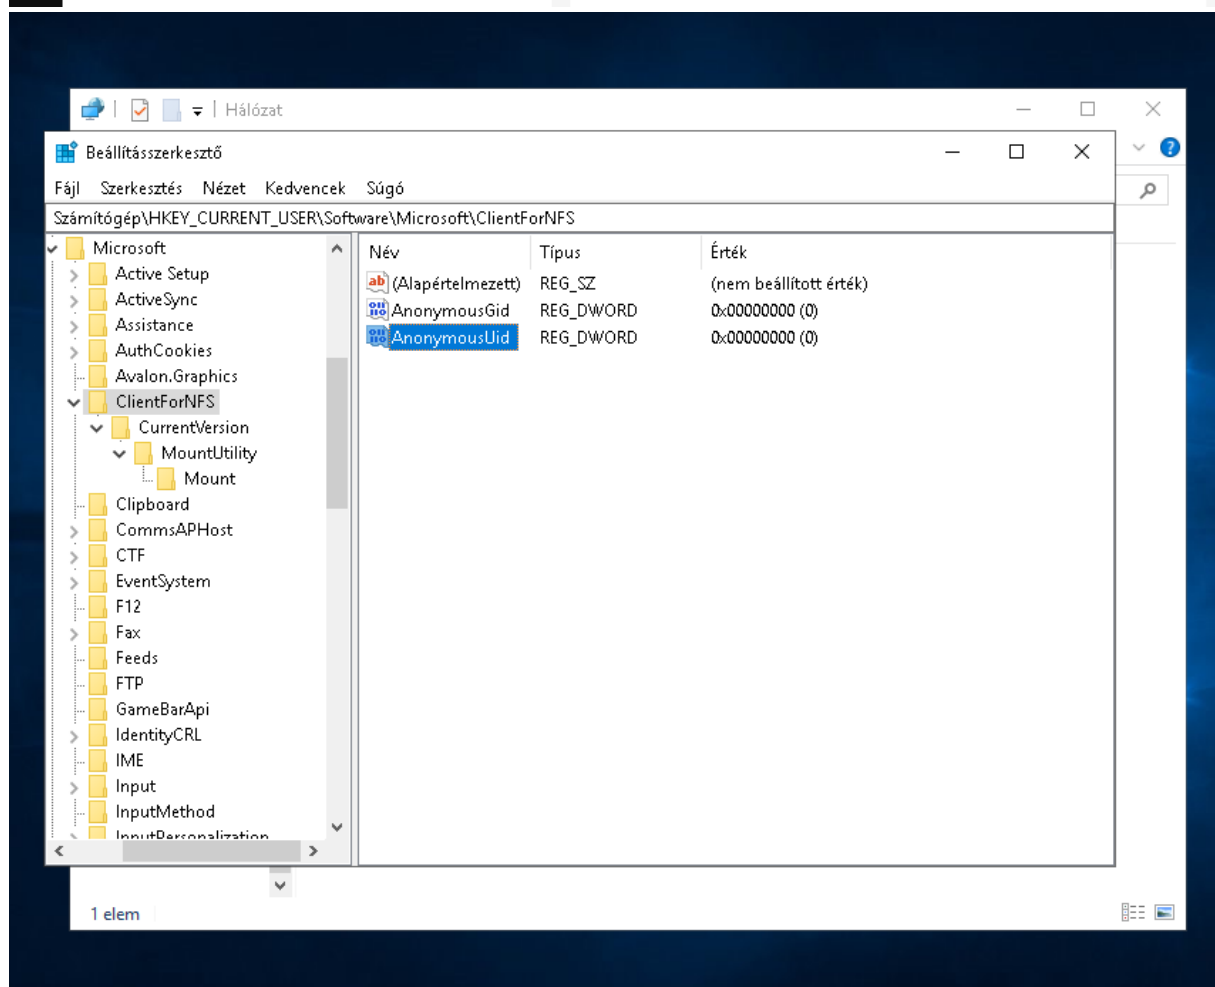 Hálózat
Beállításszerkesztő
Fájl Szerkesztés Nézet Kedvencek Súgó
Számítógép\HKEY_CURRENT_USER\Software\Microsoft\ClientForNFS
Microsoft
Active Setup
ActiveSync
Assistance
AuthCookies
Avalon.Graphics
ClientForNFS
CurrentVersion
MountUtility
Mount
Clipboard
CommsAPHost
CTF
EventSystem
F12
Fax
Feeds
FTP
GameBarApi
IdentityCRL
IME
Input
InputMethod
InputPersonalization
Név Típus Érték
(Alapértelmezett) REG_SZ (nem beállított érték)
AnonymousGid REG_DWORD 0x00000000 (0)
AnonymousUid REG_DWORD 0x00000000 (0)
1 elem